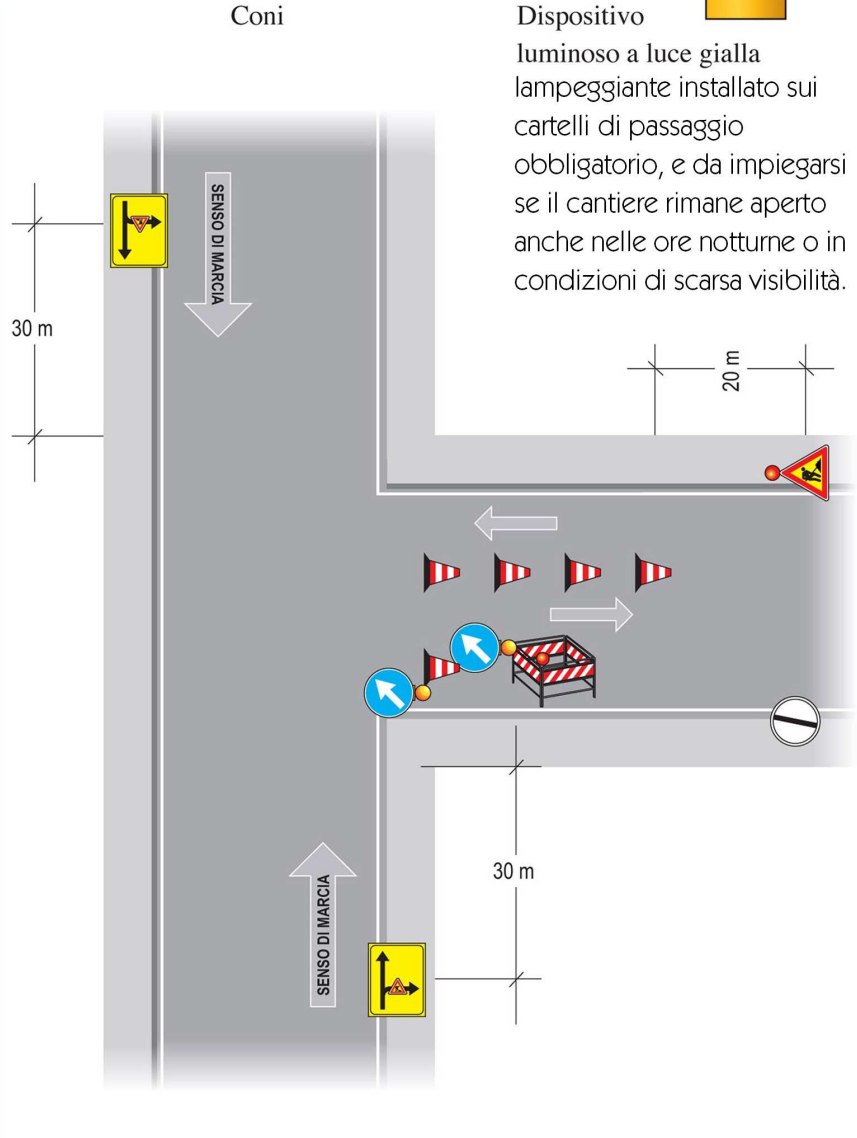 Coni
Dispositivo
luminoso a luce gialla
lampeggiante installato sui
cartelli di passaggio
obbligatorio, e da impiegarsi
se il cantiere rimane aperto
anche nelle ore notturne o in
condizioni di scarsa visibilità.
SENSO DI MARCIA
30 m
20 m
30 m
SENSO DI MARCIA